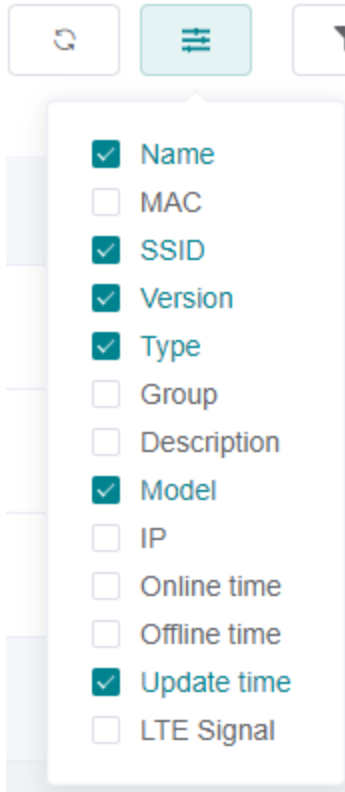 Name
MAC
SSID
Version
Type
Group
Description
Model
IP
Online time
Offline time
Update time
LTE Signal